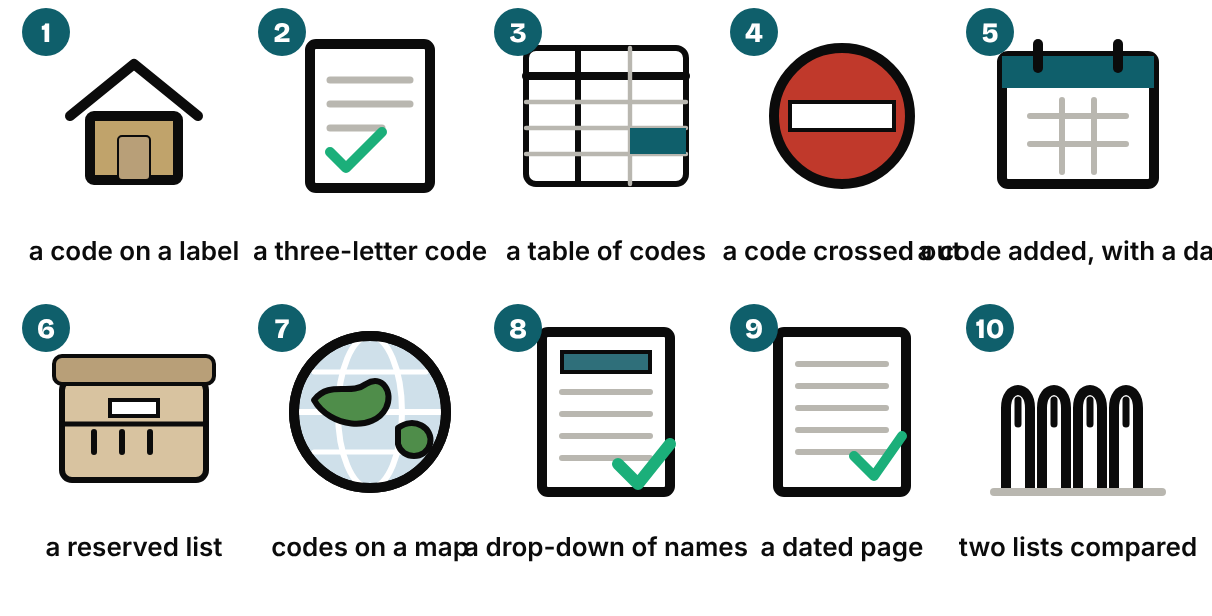 1
2
3
4
5
a code on a label
a three-letter code
a table of codes
a code crossed out
a code added, with a da
6
7
8
9
10
a reserved list
codes on a map
a drop-down of names
a dated page
two lists compared